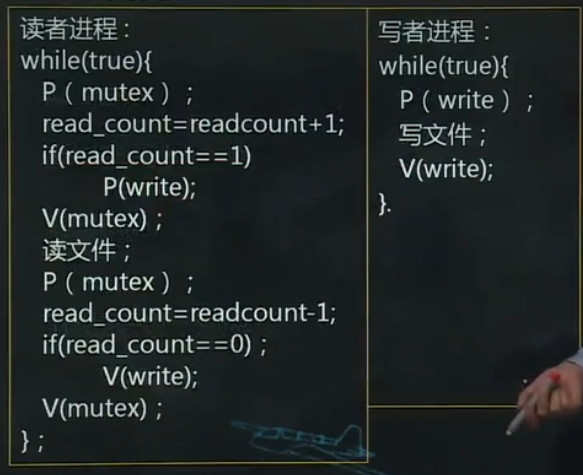 读者进程：
while(true){
P（mutex）；
read_count=readcount+1;
if(read_count==1)
P(write);
V(mutex)；
读文件；
P（mutex）；
read_count=readcount-1;
if(read_count==0)；
V(write);
V(mutex)；
}；
写者进程：
while(true){
P（write）；
写文件；
V(write);
}.